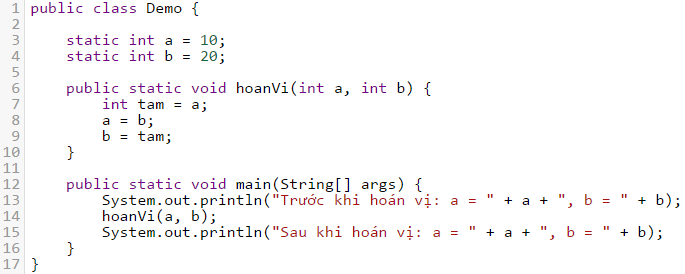 1 public class Demo {
2
3     static int a = 10;
4     static int b = 20;
5
6     public static void hoanVi(int a, int b) {
7         int tam = a;
8         a = b;
9         b = tam;
10     }
11
12     public static void main(String[] args) {
13         System.out.println("Trước khi hoán vị: a = " + a + ", b = " + b);
14         hoanVi(a, b);
15         System.out.println("Sau khi hoán vị: a = " + a + ", b = " + b);
16     }
17 }